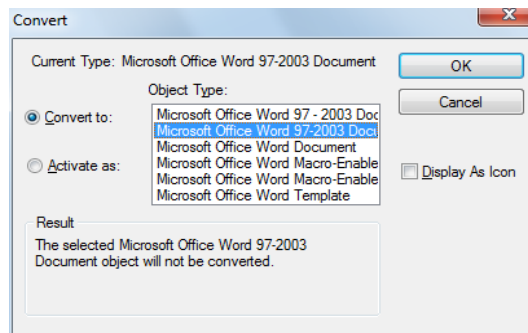 Convert
Current Type: Microsoft Office Word 97-2003 Document
OK
Cancel
Object Type:
Convert to:
Activate as:
Microsoft Office Word 97 - 2003 Doc
Microsoft Office Word 97-2003 Docu
Microsoft Office Word Document
Microsoft Office Word Macro-Enable
Microsoft Office Word Macro-Enable
Microsoft Office Word Template
Display As Icon
Result
The selected Microsoft Office Word 97-2003
Document object will not be converted.